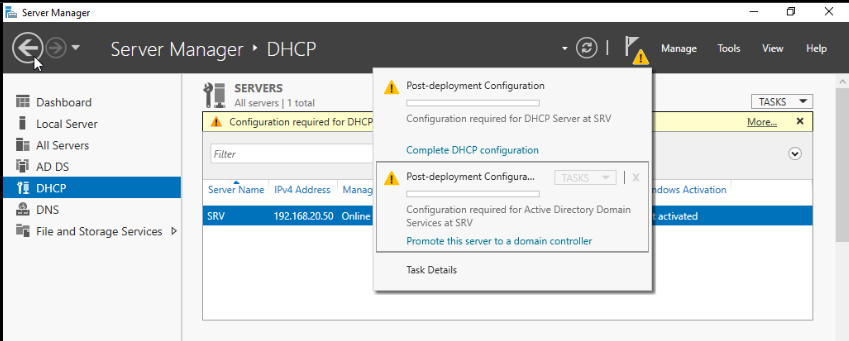 Server Manager
Server Manager • DHCP
Manage Tools View Help
Dashboard
Local Server
All Servers
AD DS
DHCP
DNS
File and Storage Services
SERVERS
All servers | 1 total
TASKS
Configuration required for DHCP
More...
Filter
Server Name IPv4 Address Manag
ndows Activation
SRV 192.168.20.50 Online
t activated
Post-deployment Configuration
Configuration required for DHCP Server at SRV
Complete DHCP configuration
Post-deployment Configura... TASKS X
Configuration required for Active Directory Domain
Services at SRV
Promote this server to a domain controller
Task Details